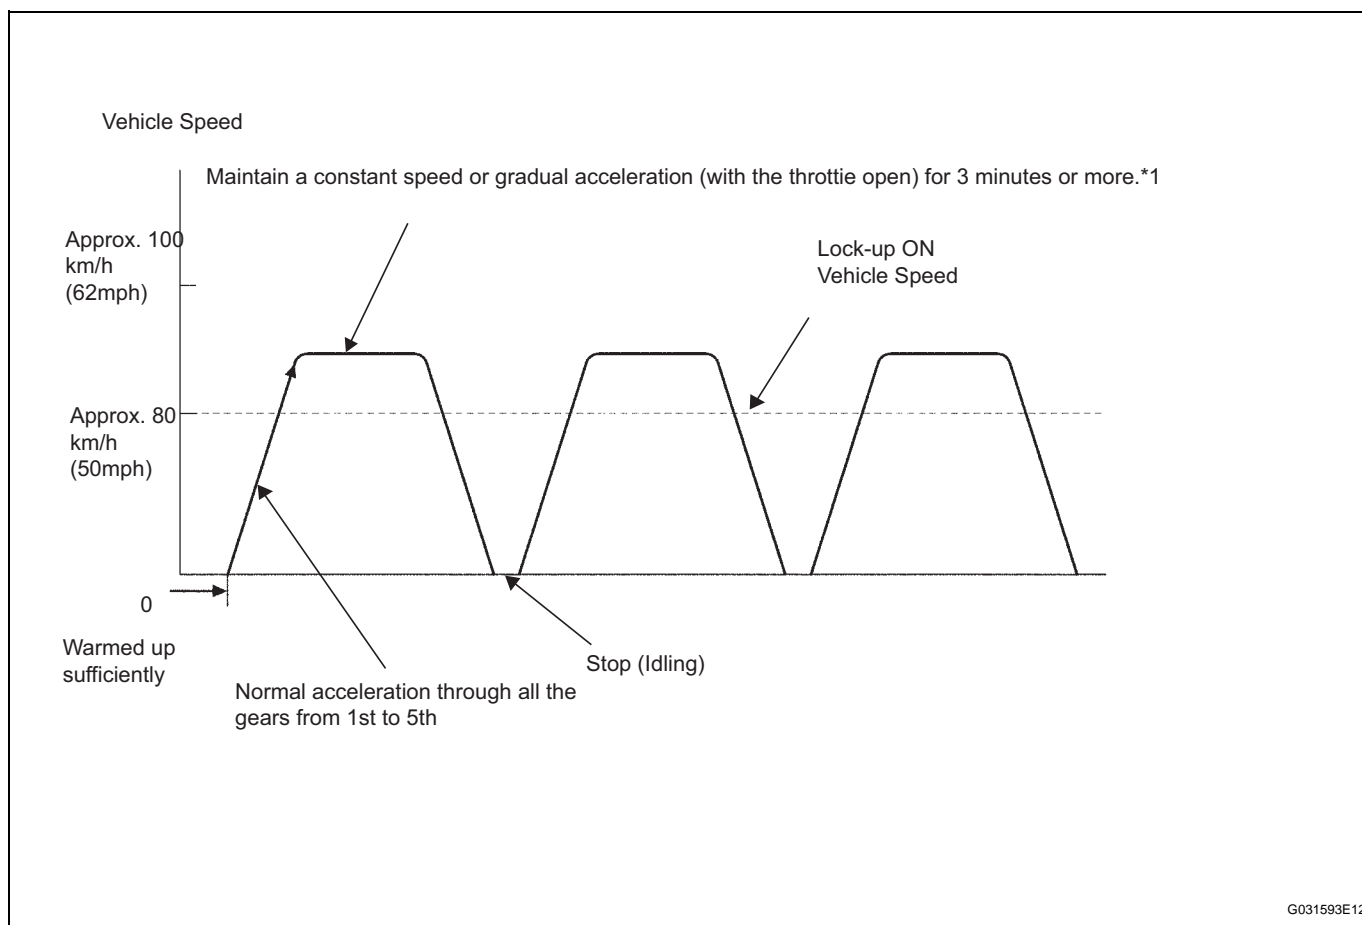 Vehicle Speed
Maintain a constant speed or gradual acceleration (with the throttie open) for 3 minutes or more.*1
Approx. 100
km/h
(62mph)
Lock-up ON
Vehicle Speed
Approx. 80
km/h
(50mph)
0
Warmed up
sufficiently
Stop (Idling)
Normal acceleration through all the
gears from 1st to 5th
G031593E12